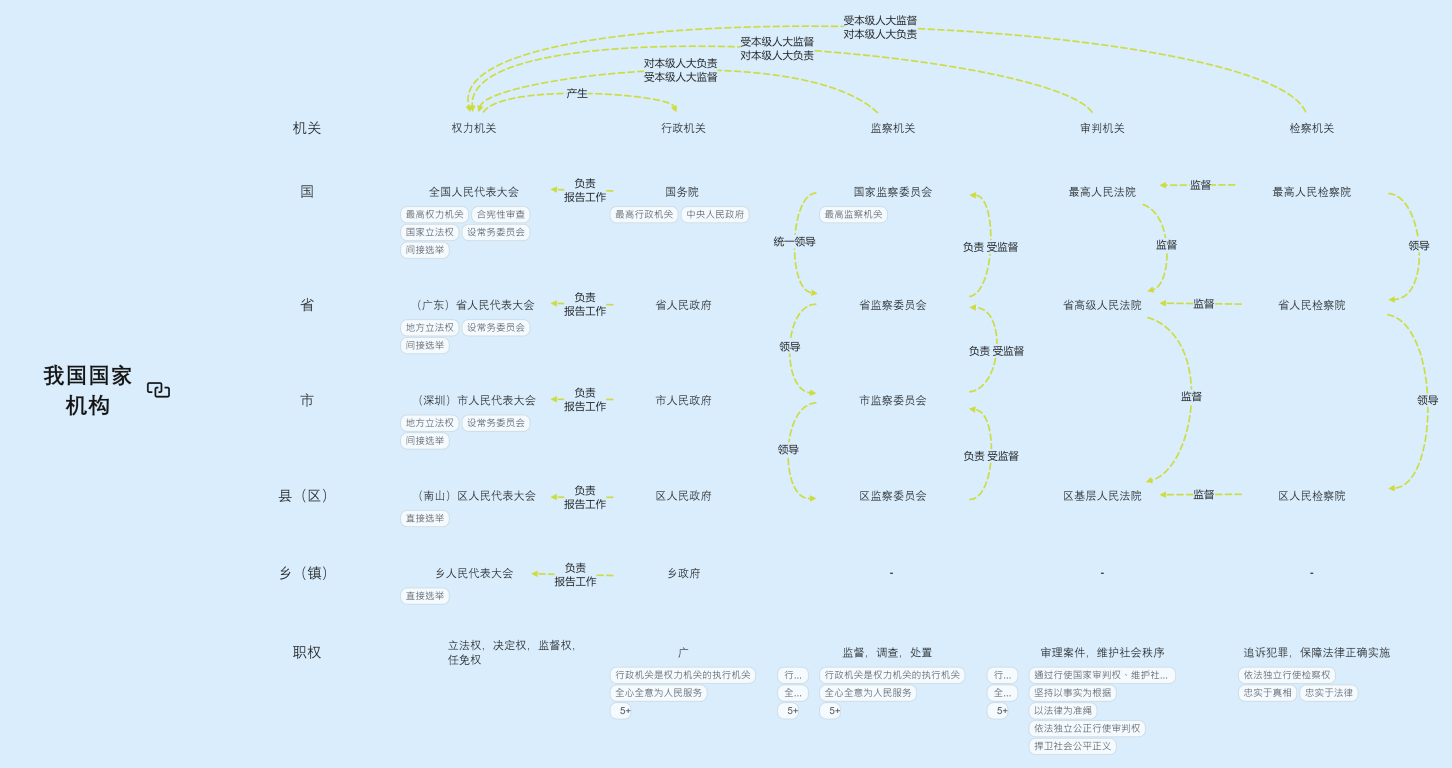 受本级人大监督
对本级人大负责
受本级人大监督
对本级人大负责
对本级人大负责
受本级人大监督
产生
机关 权力机关 行政机关 监察机关 审判机关 检察机关
国 全国人民代表大会 负责 报告工作 国务院 国家监察委员会 最高人民法院 监督 最高人民检察院
最高权力机关 合宪性审查 最高行政机关 中央人民政府 最高监察机关
国家立法权 设常务委员会
间接选举
统一领导 负责 受监督 监督 领导
省 （广东）省人民代表大会 负责 报告工作 省人民政府 省监察委员会 省高级人民法院 监督 省人民检察院
地方立法权 设常务委员会
间接选举
领导 负责 受监督
我国国家
机构
监督 领导
市 （深圳）市人民代表大会 负责 报告工作 市人民政府 市监察委员会
地方立法权 设常务委员会
间接选举
领导 负责 受监督
县（区） （南山）区人民代表大会 负责 报告工作 区人民政府 区监察委员会 区基层人民法院 监督 区人民检察院
直接选举
乡（镇） 乡人民代表大会 负责 报告工作 乡政府 - - -
直接选举
职权 立法权，决定权，监督权，
任免权
广 监督，调查，处置 审理案件，维护社会秩序 追诉犯罪，保障法律正确实施
行政机关是权力机关的执行机关 行... 行政机关是权力机关的执行机关 行... 通过行使国家审判权·维护社... 依法独立行使检察权
全心全意为人民服务 全... 全心全意为人民服务 全... 坚持以事实为根据 忠实于真相 忠实于法律
5+ 5+ 5+ 5+ 以法律为准绳
依法独立公正行使审判权
捍卫社会公平正义